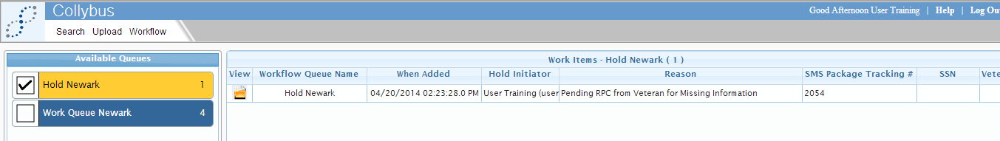 Collybus
Good Afternoon User Training | Help | Log Ou
Search Upload Workflow
Available Queues
Hold Newark 1
Work Queue Newark 4
Work Items - Hold Newark ( 1 )
View Workflow Queue Name When Added Hold Initiator Reason SMS Package Tracking # SSN Vete
Hold Newark 04/20/2014 02:23:28.0 PM User Training (user Pending RPC from Veteran for Missing Information 2054